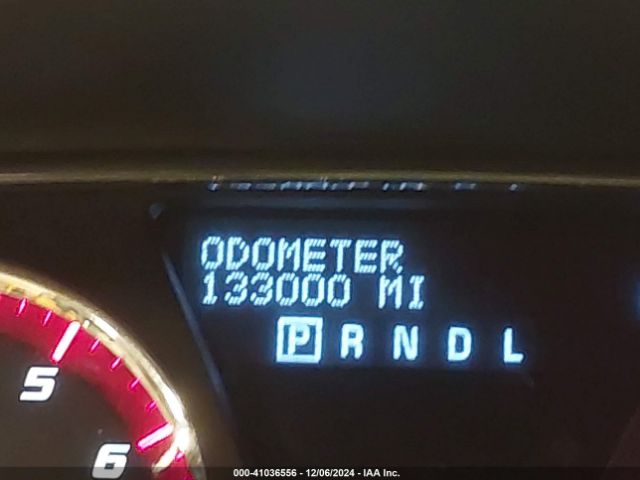 ODOMETER
133000 MI
P R N D L
5
6
000-41036556 - 12/06/2024 - IAA Inc.